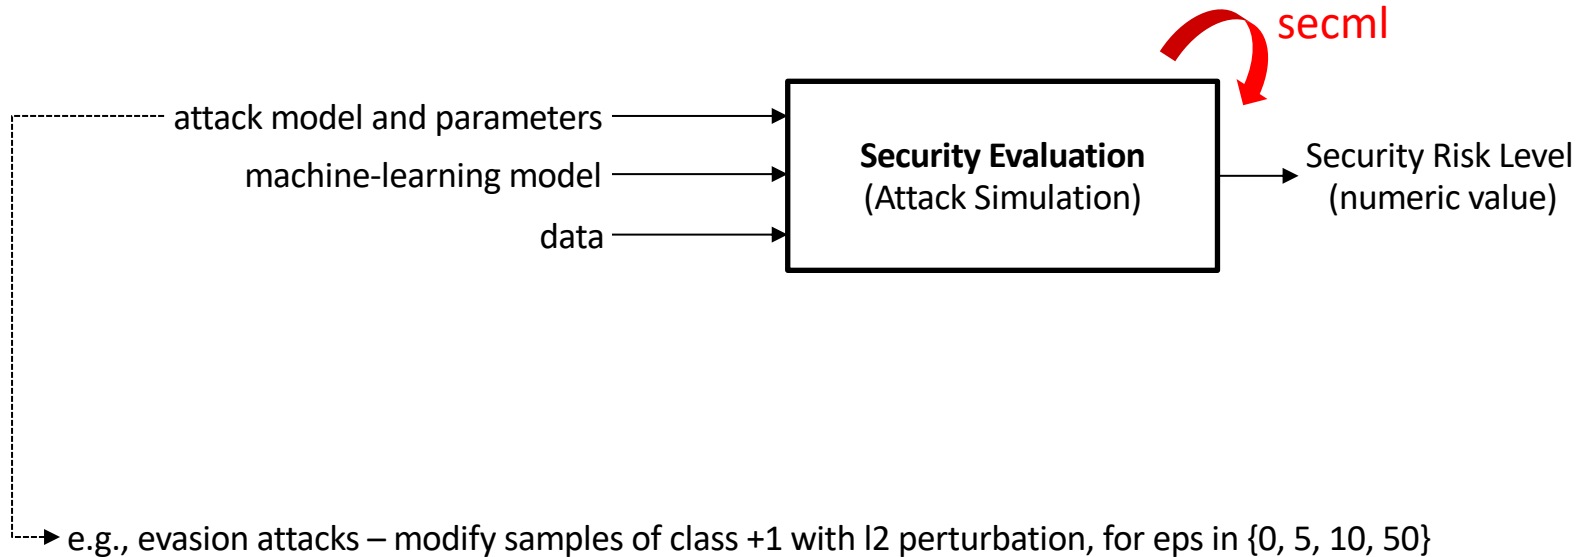 secml
attack model and parameters
machine-learning model
data
Security Evaluation
(Attack Simulation)
Security Risk Level
(numeric value)
e.g., evasion attacks – modify samples of class +1 with l2 perturbation, for eps in {0, 5, 10, 50}